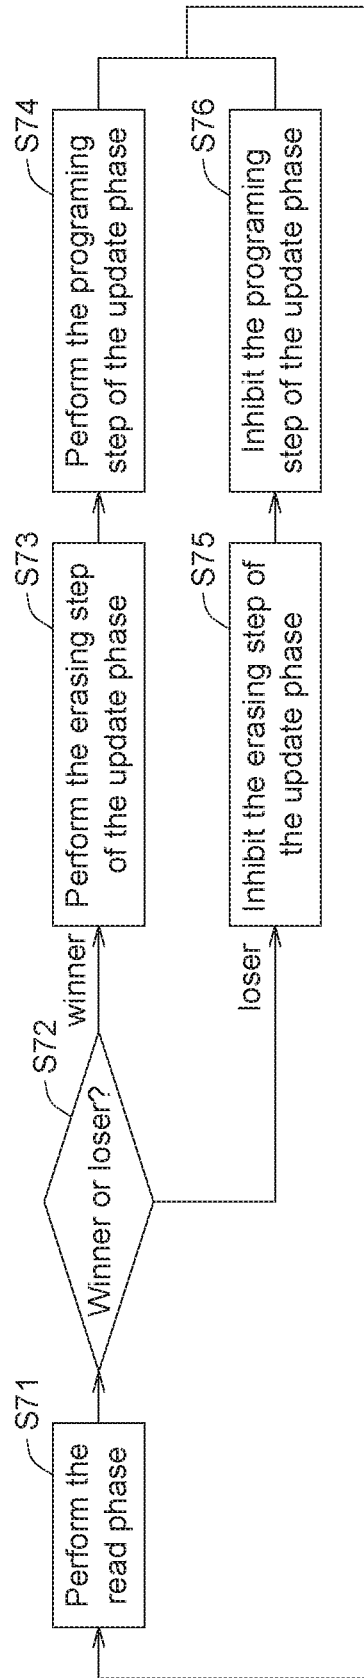 S71
Perform the
read phase
S72
Winner or loser?
winner
loser
S73
Perform the erasing step
of the update phase
S74
Perform the programing
step of the update phase
S75
Inhibit the erasing step of
the update phase
S76
Inhibit the programing
step of the update phase